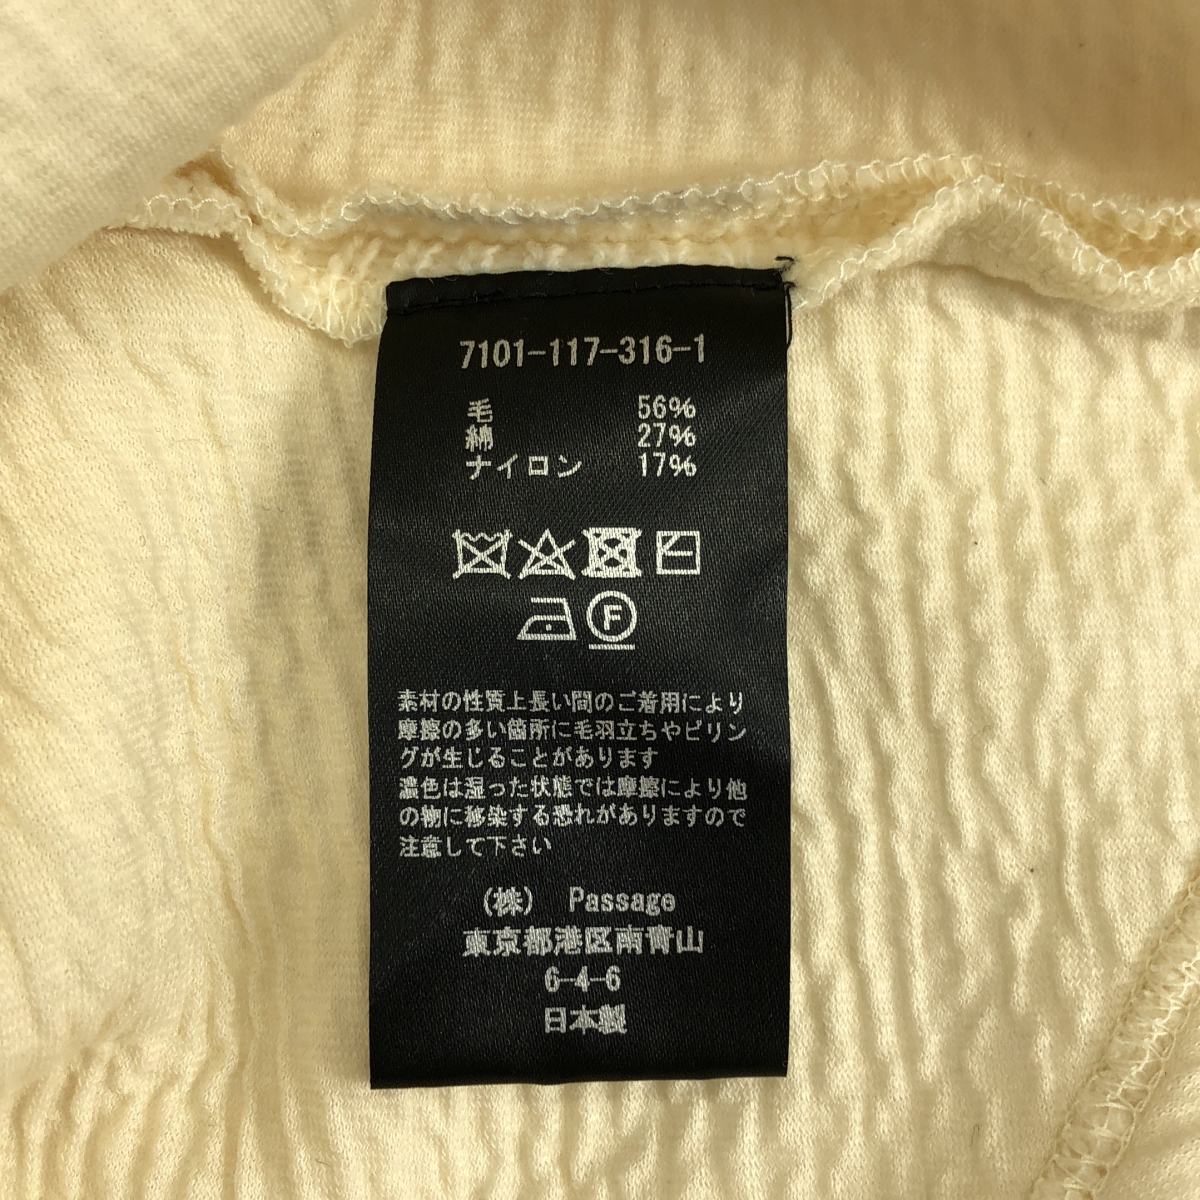 7101-117-316-1
毛 56%
綿 27%
ナイロン 17%
F
素材の性質上長い間のご着用により
摩擦の多い箇所に毛羽立ちやピリン
グが生じることがあります
濃色は湿った状態では摩擦により他
の物に移染する恐れがありますので
注意して下さい
(株) Passage
東京都港区南青山
6-4-6
日本製